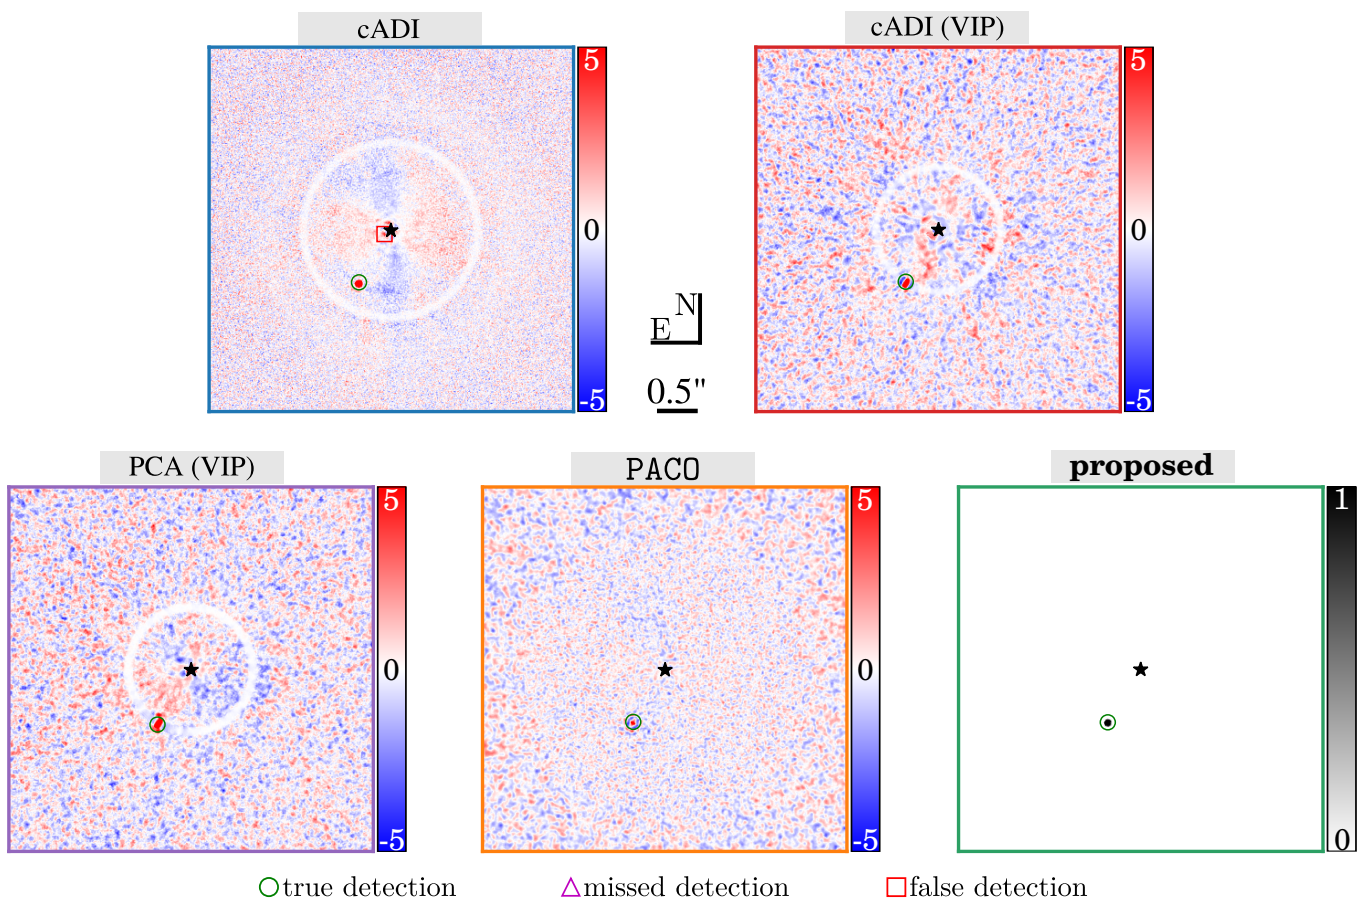 cADI
cADI (VIP)
5
0
-5
5
0
-5
N
E
0.5"
PCA (VIP)
PACO
proposed
5
0
-5
5
0
-5
1
0
true detection
missed detection
false detection